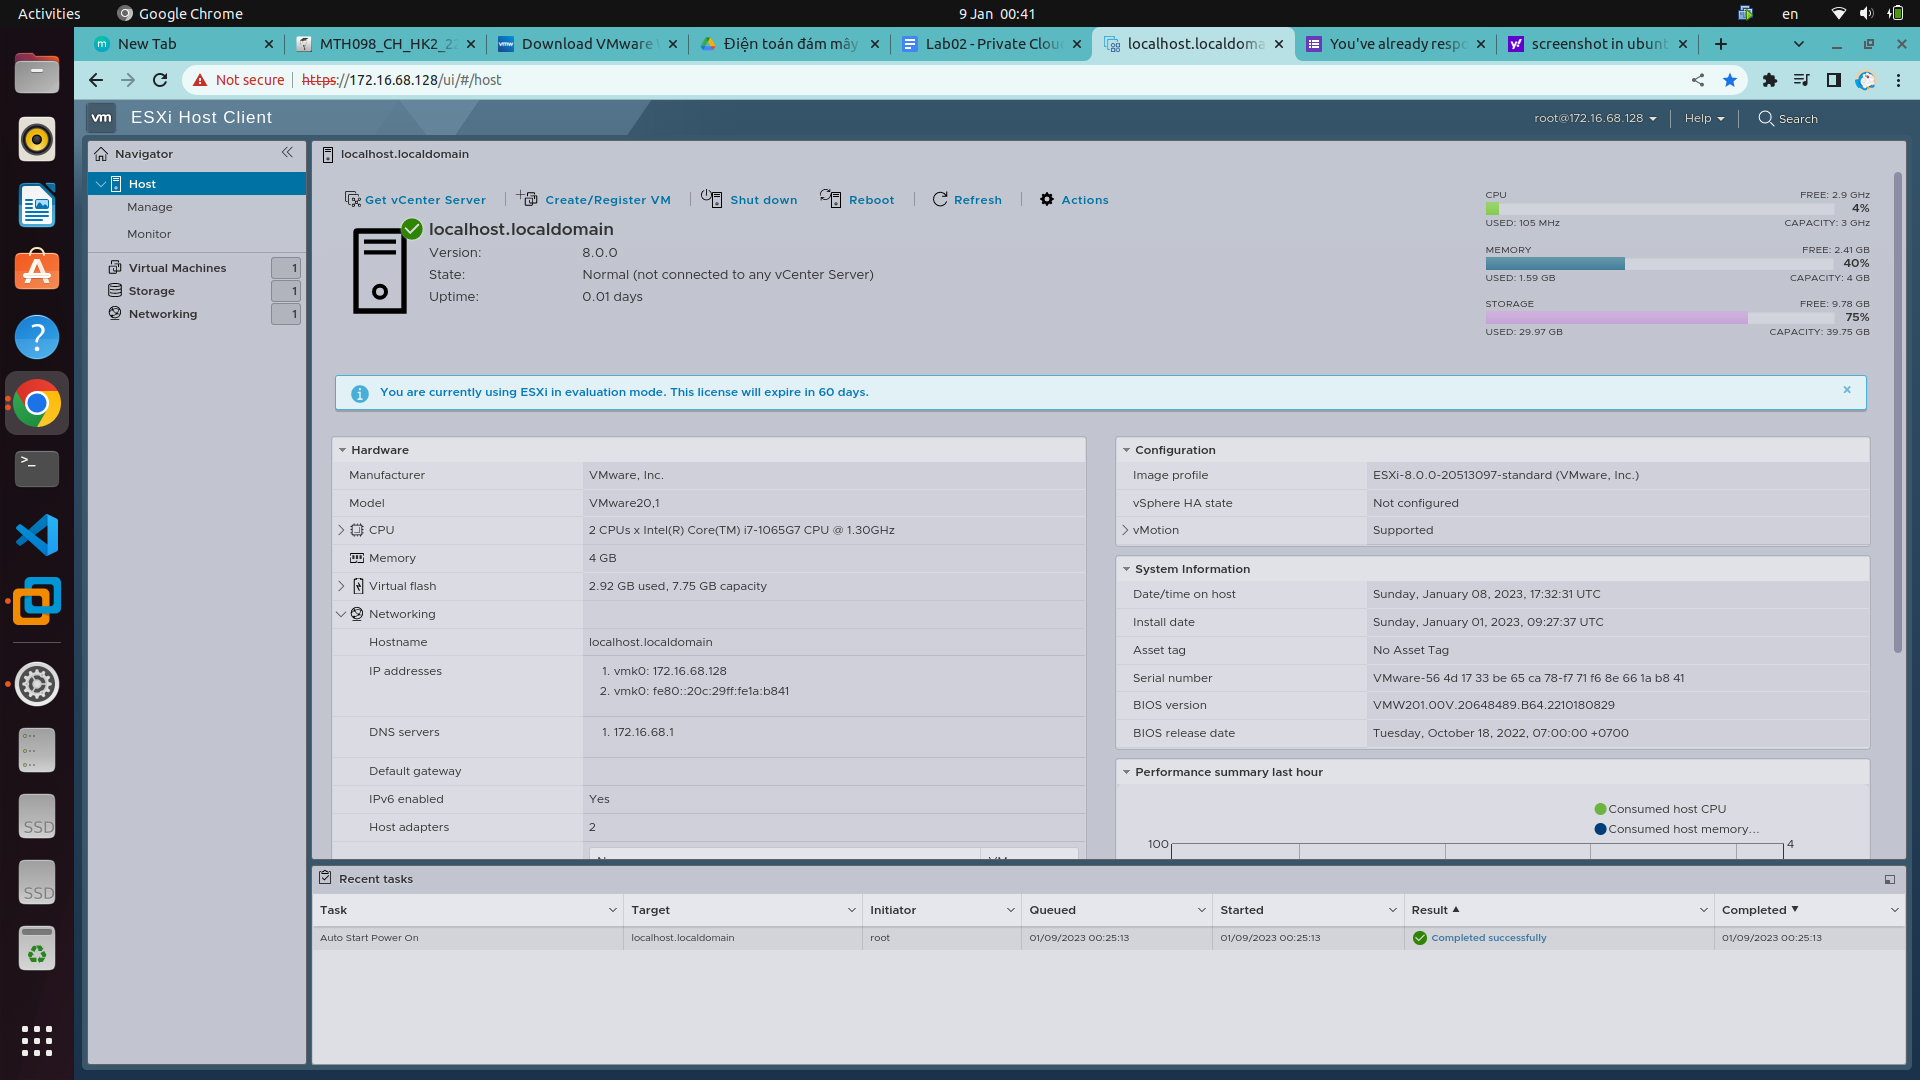 Activities
Google Chrome
9 Jan 00:41
en
New Tab
MTH098_CH_HK2_22
Download VMware
Điện toán đám mây
Lab02 - Private Clou
localhost.localdoma
You've already resp
screenshot in ubunt
Not secure
https://172.16.68.128/ui/#/host
vm
ESXi Host Client
root@172.16.68.128
Help
Search
Navigator
Host
Manage
Monitor
Virtual Machines 1
Storage 1
Networking 1
localhost.localdomain
Get vCenter Server
Create/Register VM
Shut down
Reboot
Refresh
Actions
localhost.localdomain
Version: 8.0.0
State: Normal (not connected to any vCenter Server)
Uptime: 0.01 days
CPU FREE: 2.9 GHz
4%
USED: 105 MHz CAPACITY: 3 GHz
MEMORY FREE: 2.41 GB
40%
USED: 1.59 GB CAPACITY: 4 GB
STORAGE FREE: 9.78 GB
75%
USED: 29.97 GB CAPACITY: 39.75 GB
You are currently using ESXi in evaluation mode. This license will expire in 60 days.
Hardware
Manufacturer VMware, Inc.
Model VMware20,1
CPU 2 CPUs x Intel(R) Core(TM) i7-1065G7 CPU @ 1.30GHz
Memory 4 GB
Virtual flash 2.92 GB used, 7.75 GB capacity
Networking
Hostname localhost.localdomain
IP addresses 1. vmk0: 172.16.68.128
2. vmk0: fe80::20c:29ff:fe1a:b841
DNS servers 1. 172.16.68.1
Default gateway
IPv6 enabled Yes
Host adapters 2
Configuration
Image profile ESXi-8.0.0-20513097-standard (VMware, Inc.)
vSphere HA state Not configured
vMotion Supported
System Information
Date/time on host Sunday, January 08, 2023, 17:32:31 UTC
Install date Sunday, January 01, 2023, 09:27:37 UTC
Asset tag No Asset Tag
Serial number VMware-56 4d 17 33 be 65 ca 78-f7 71 f6 8e 66 1a b8 41
BIOS version VMW201.00V.20648489.B64.2210180829
BIOS release date Tuesday, October 18, 2022, 07:00:00 +0700
Performance summary last hour
Consumed host CPU
Consumed host memory...
100 4
Recent tasks
Task Target Initiator Queued Started Result Completed
Auto Start Power On localhost.localdomain root 01/09/2023 00:25:13 01/09/2023 00:25:13 Completed successfully 01/09/2023 00:25:13
SSD
SSD